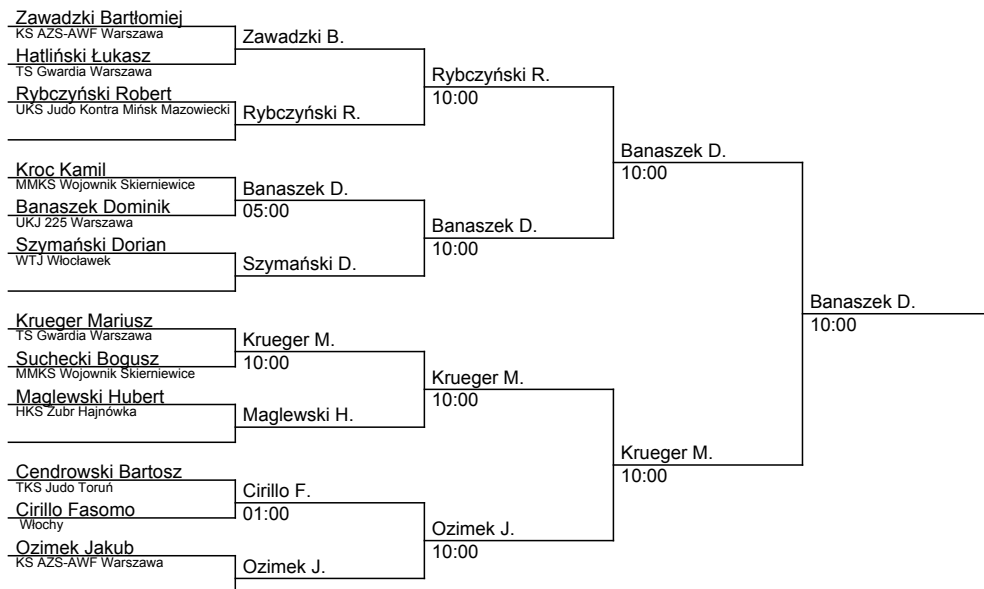 Zawadzki Bartłomiej
KS AZS-AWF Warszawa
Zawadzki B.
Hatliński Łukasz
TS Gwardia Warszawa
Rybczyński R.
10:00
Rybczyński Robert
UKS Judo Kontra Mińsk Mazowiecki
Rybczyński R.
Banaszek D.
10:00
Kroc Kamil
MMKS Wojownik Skierniewice
Banaszek D.
05:00
Banaszek Dominik
UKJ 225 Warszawa
Banaszek D.
10:00
Szymański Dorian
WTJ Włocławek
Szymański D.
Banaszek D.
10:00
Krueger Mariusz
TS Gwardia Warszawa
Krueger M.
10:00
Suchecki Bogusz
MMKS Wojownik Skierniewice
Krueger M.
10:00
Maglewski Hubert
HKS Żubr Hajnówka
Maglewski H.
Krueger M.
10:00
Cendrowski Bartosz
TKS Judo Toruń
Cirillo F.
01:00
Cirillo Fasomo
Włochy
Ozimek J.
10:00
Ozimek Jakub
KS AZS-AWF Warszawa
Ozimek J.